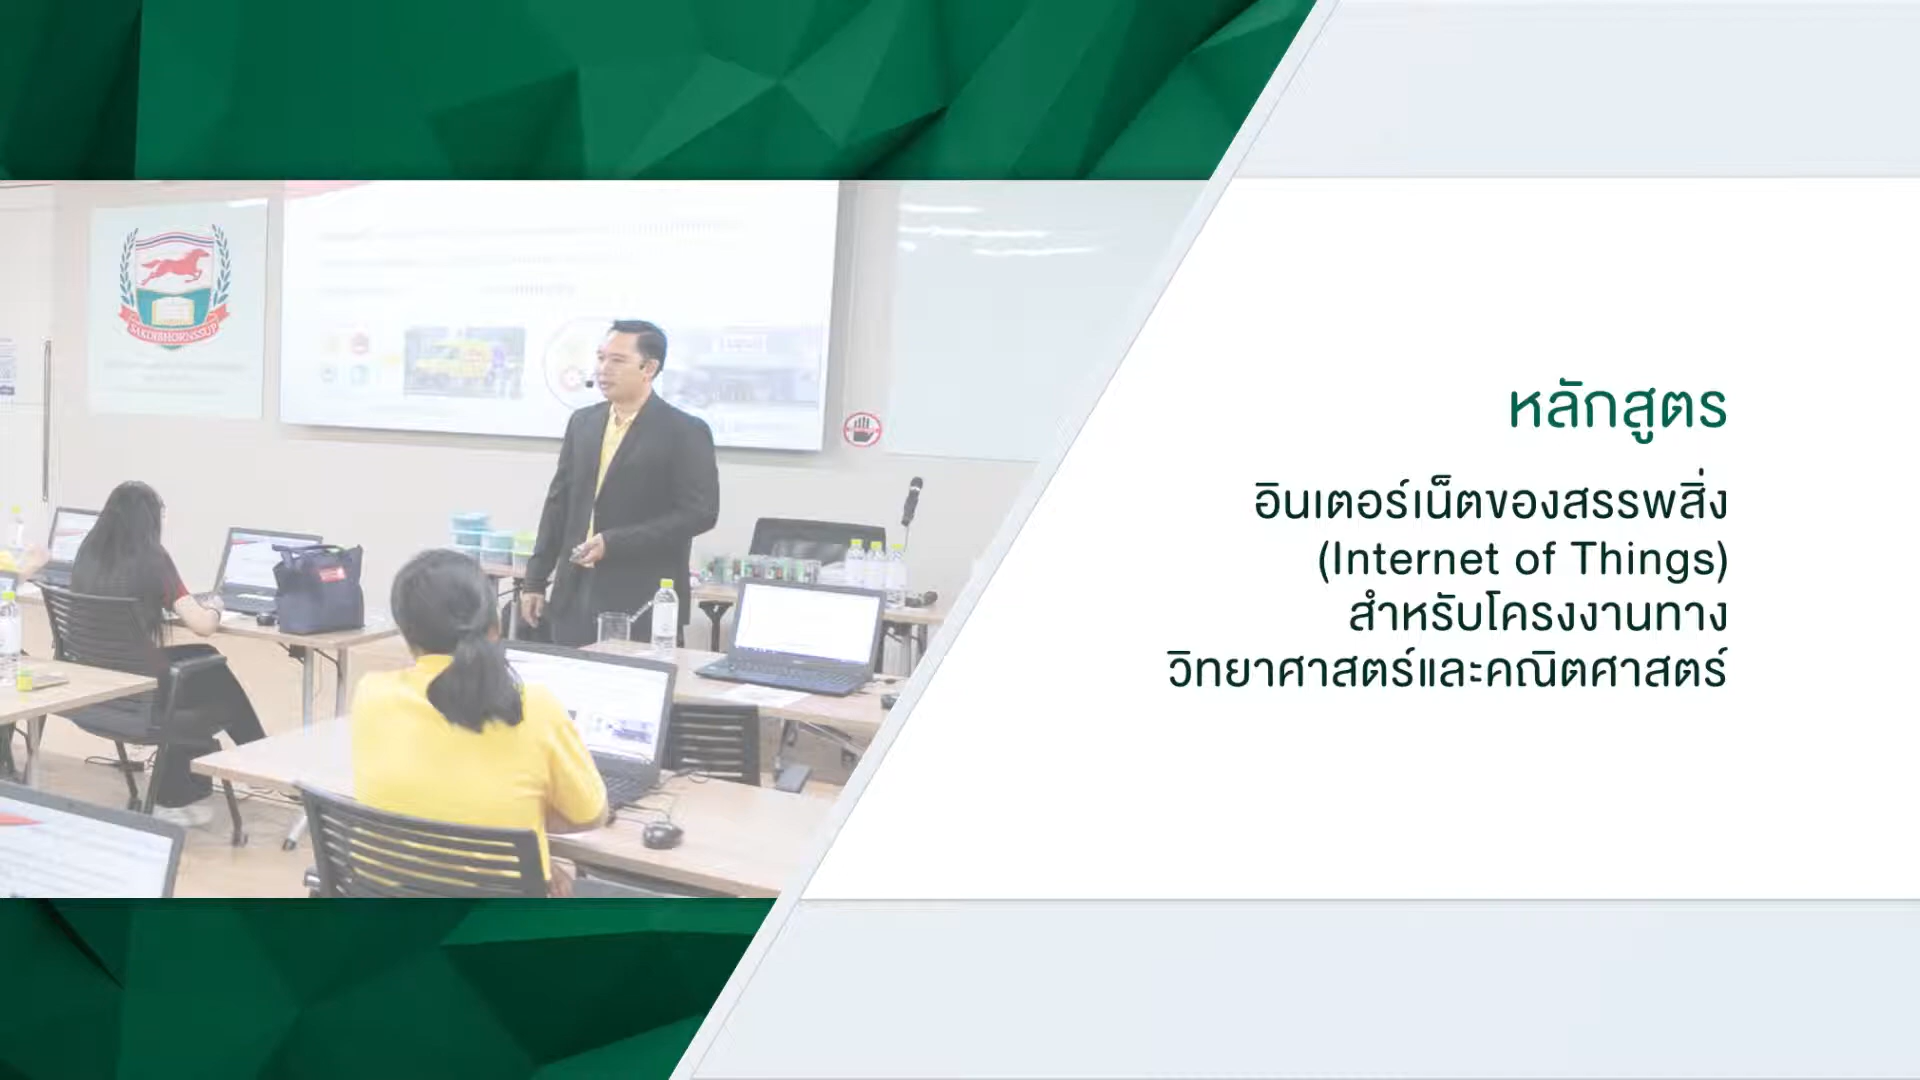 SAKDIBHORNSSUP
หลักสูตร
อินเตอร์เน็ตของสรรพสิ่ง
(Internet of Things)
สำหรับโครงงานทาง
วิทยาศาสตร์และคณิตศาสตร์